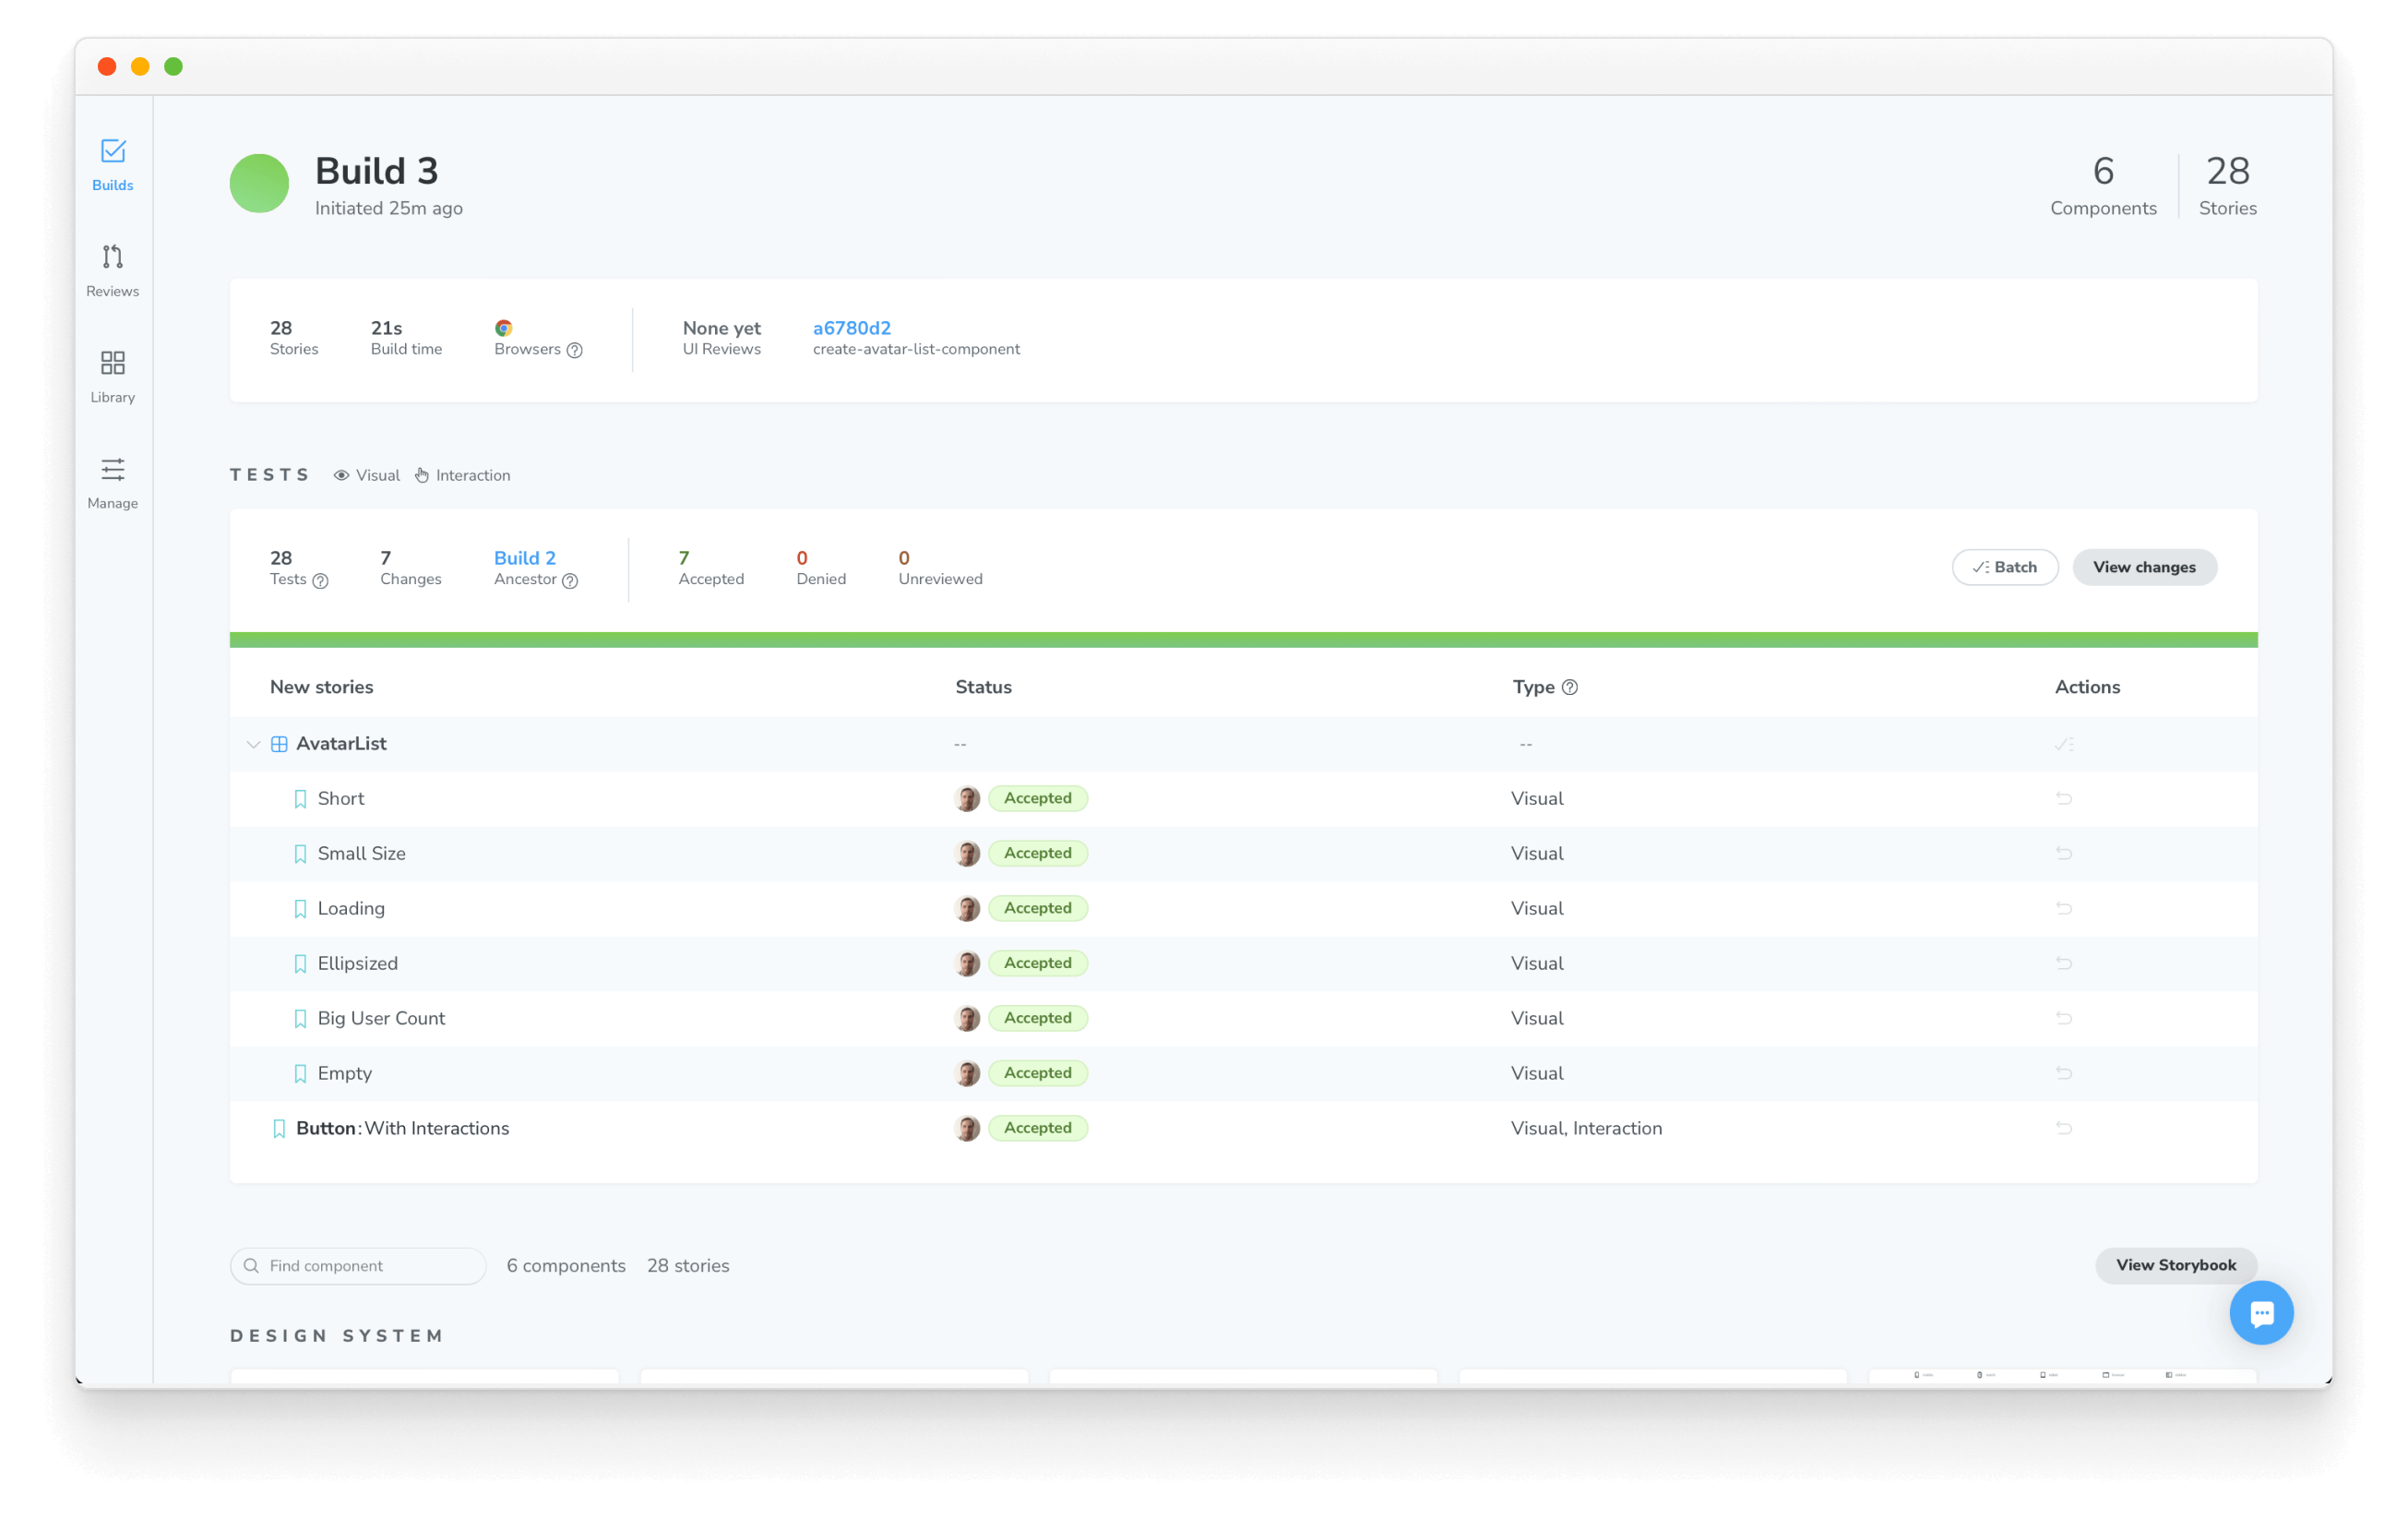 Builds
Reviews
Library
Manage
Build 3
Initiated 25m ago
6
Components
28
Stories
28
Stories
21s
Build time
Browsers
None yet
UI Reviews
a6780d2
create-avatar-list-component
TESTS Visual Interaction
28
Tests
7
Changes
Build 2
Ancestor
7
Accepted
0
Denied
0
Unreviewed
Batch
View changes
New stories Status Type Actions
AvatarList -- --
Short Accepted Visual
Small Size Accepted Visual
Loading Accepted Visual
Ellipsized Accepted Visual
Big User Count Accepted Visual
Empty Accepted Visual
Button: With Interactions Accepted Visual, Interaction
Find component 6 components 28 stories View Storybook
DESIGN SYSTEM